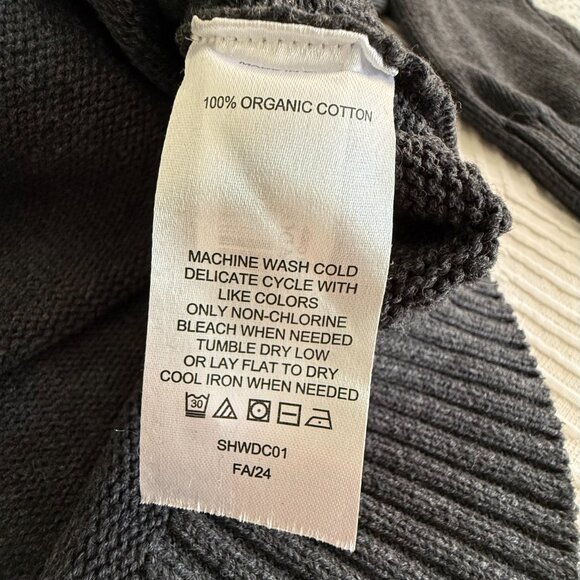 100% ORGANIC COTTON
MACHINE WASH COLD
DELICATE CYCLE WITH
LIKE COLORS
ONLY NON-CHLORINE
BLEACH WHEN NEEDED
TUMBLE DRY LOW
OR LAY FLAT TO DRY
COOL IRON WHEN NEEDED
30
SHWDC01
FA/24